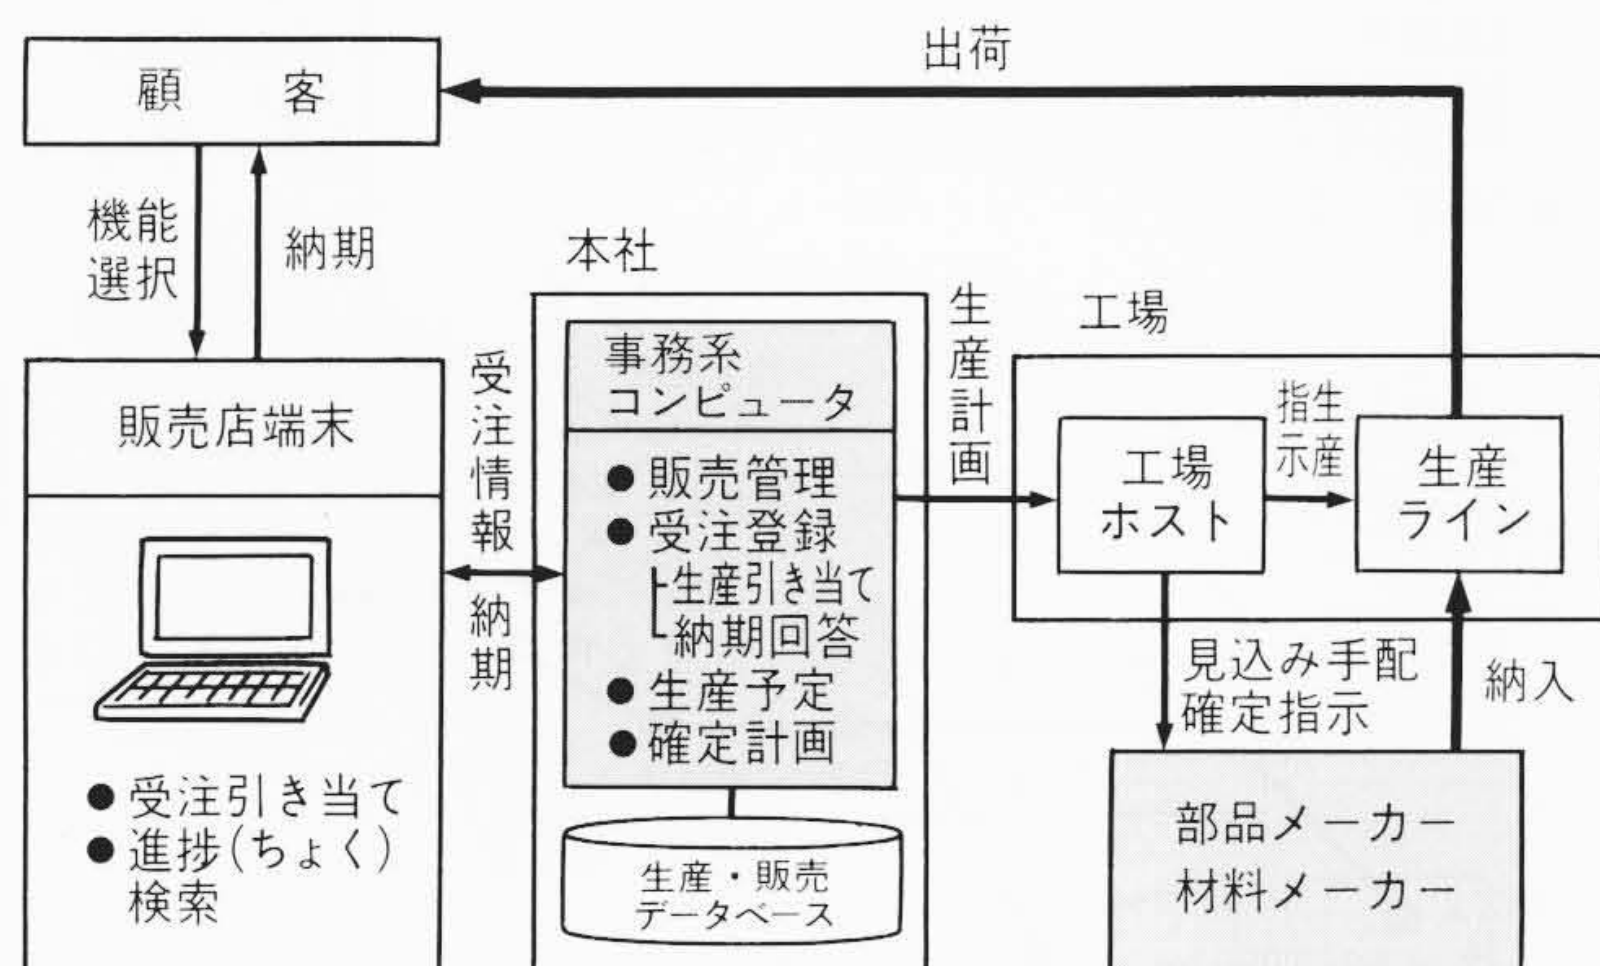 出荷
顧客
機能
選択
納期
本社
生産計画
工場
事務系
コンピュータ
受注情報
納期
販売店端末
指示
生産
工場
ホスト
生産
ライン
●販売管理
●受注登録
生産引き当て
納期回答
●生産予定
●確定計画
見込み手配
確定指示
納入
●受注引き当て
●進捗(ちょく)
検索
生産・販売
データベース
部品メーカー
材料メーカー